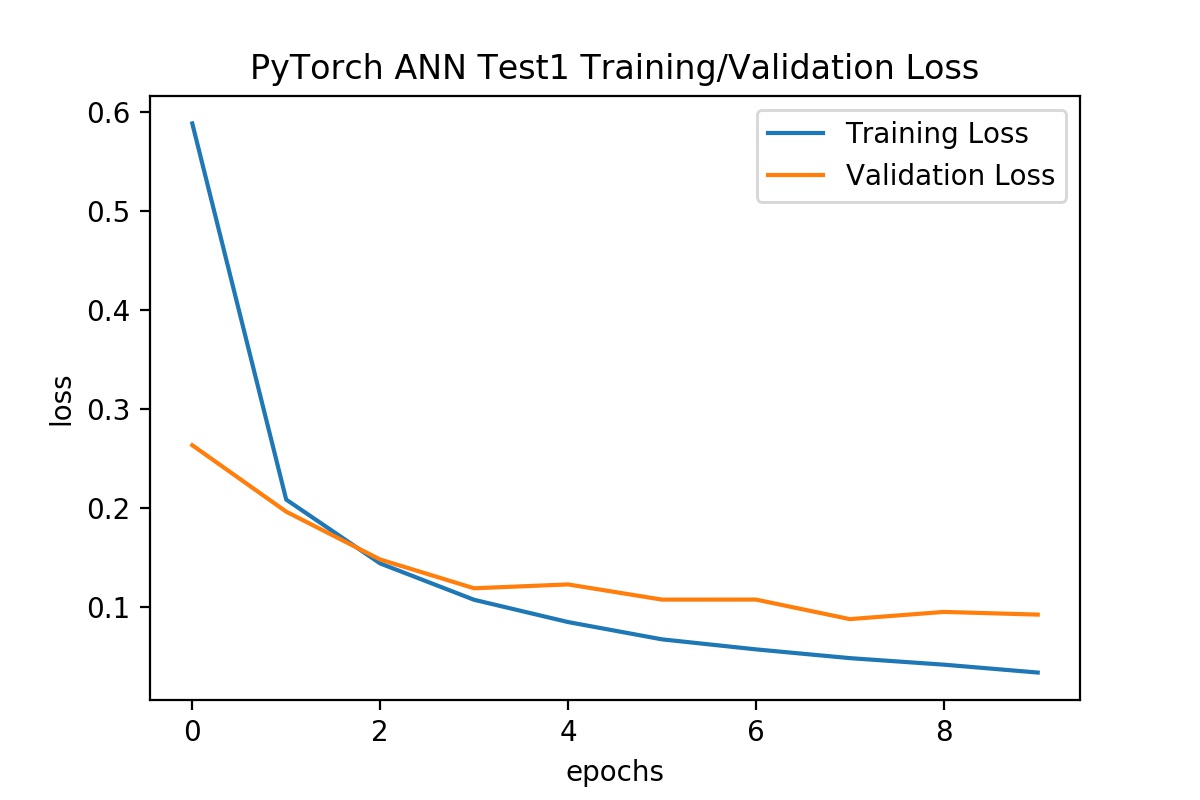 PyTorch ANN Test1 Training/Validation Loss
Training Loss
Validation Loss
0.6
0.5
0.4
0.3
0.2
0.1
loss
0 2 4 6 8
epochs